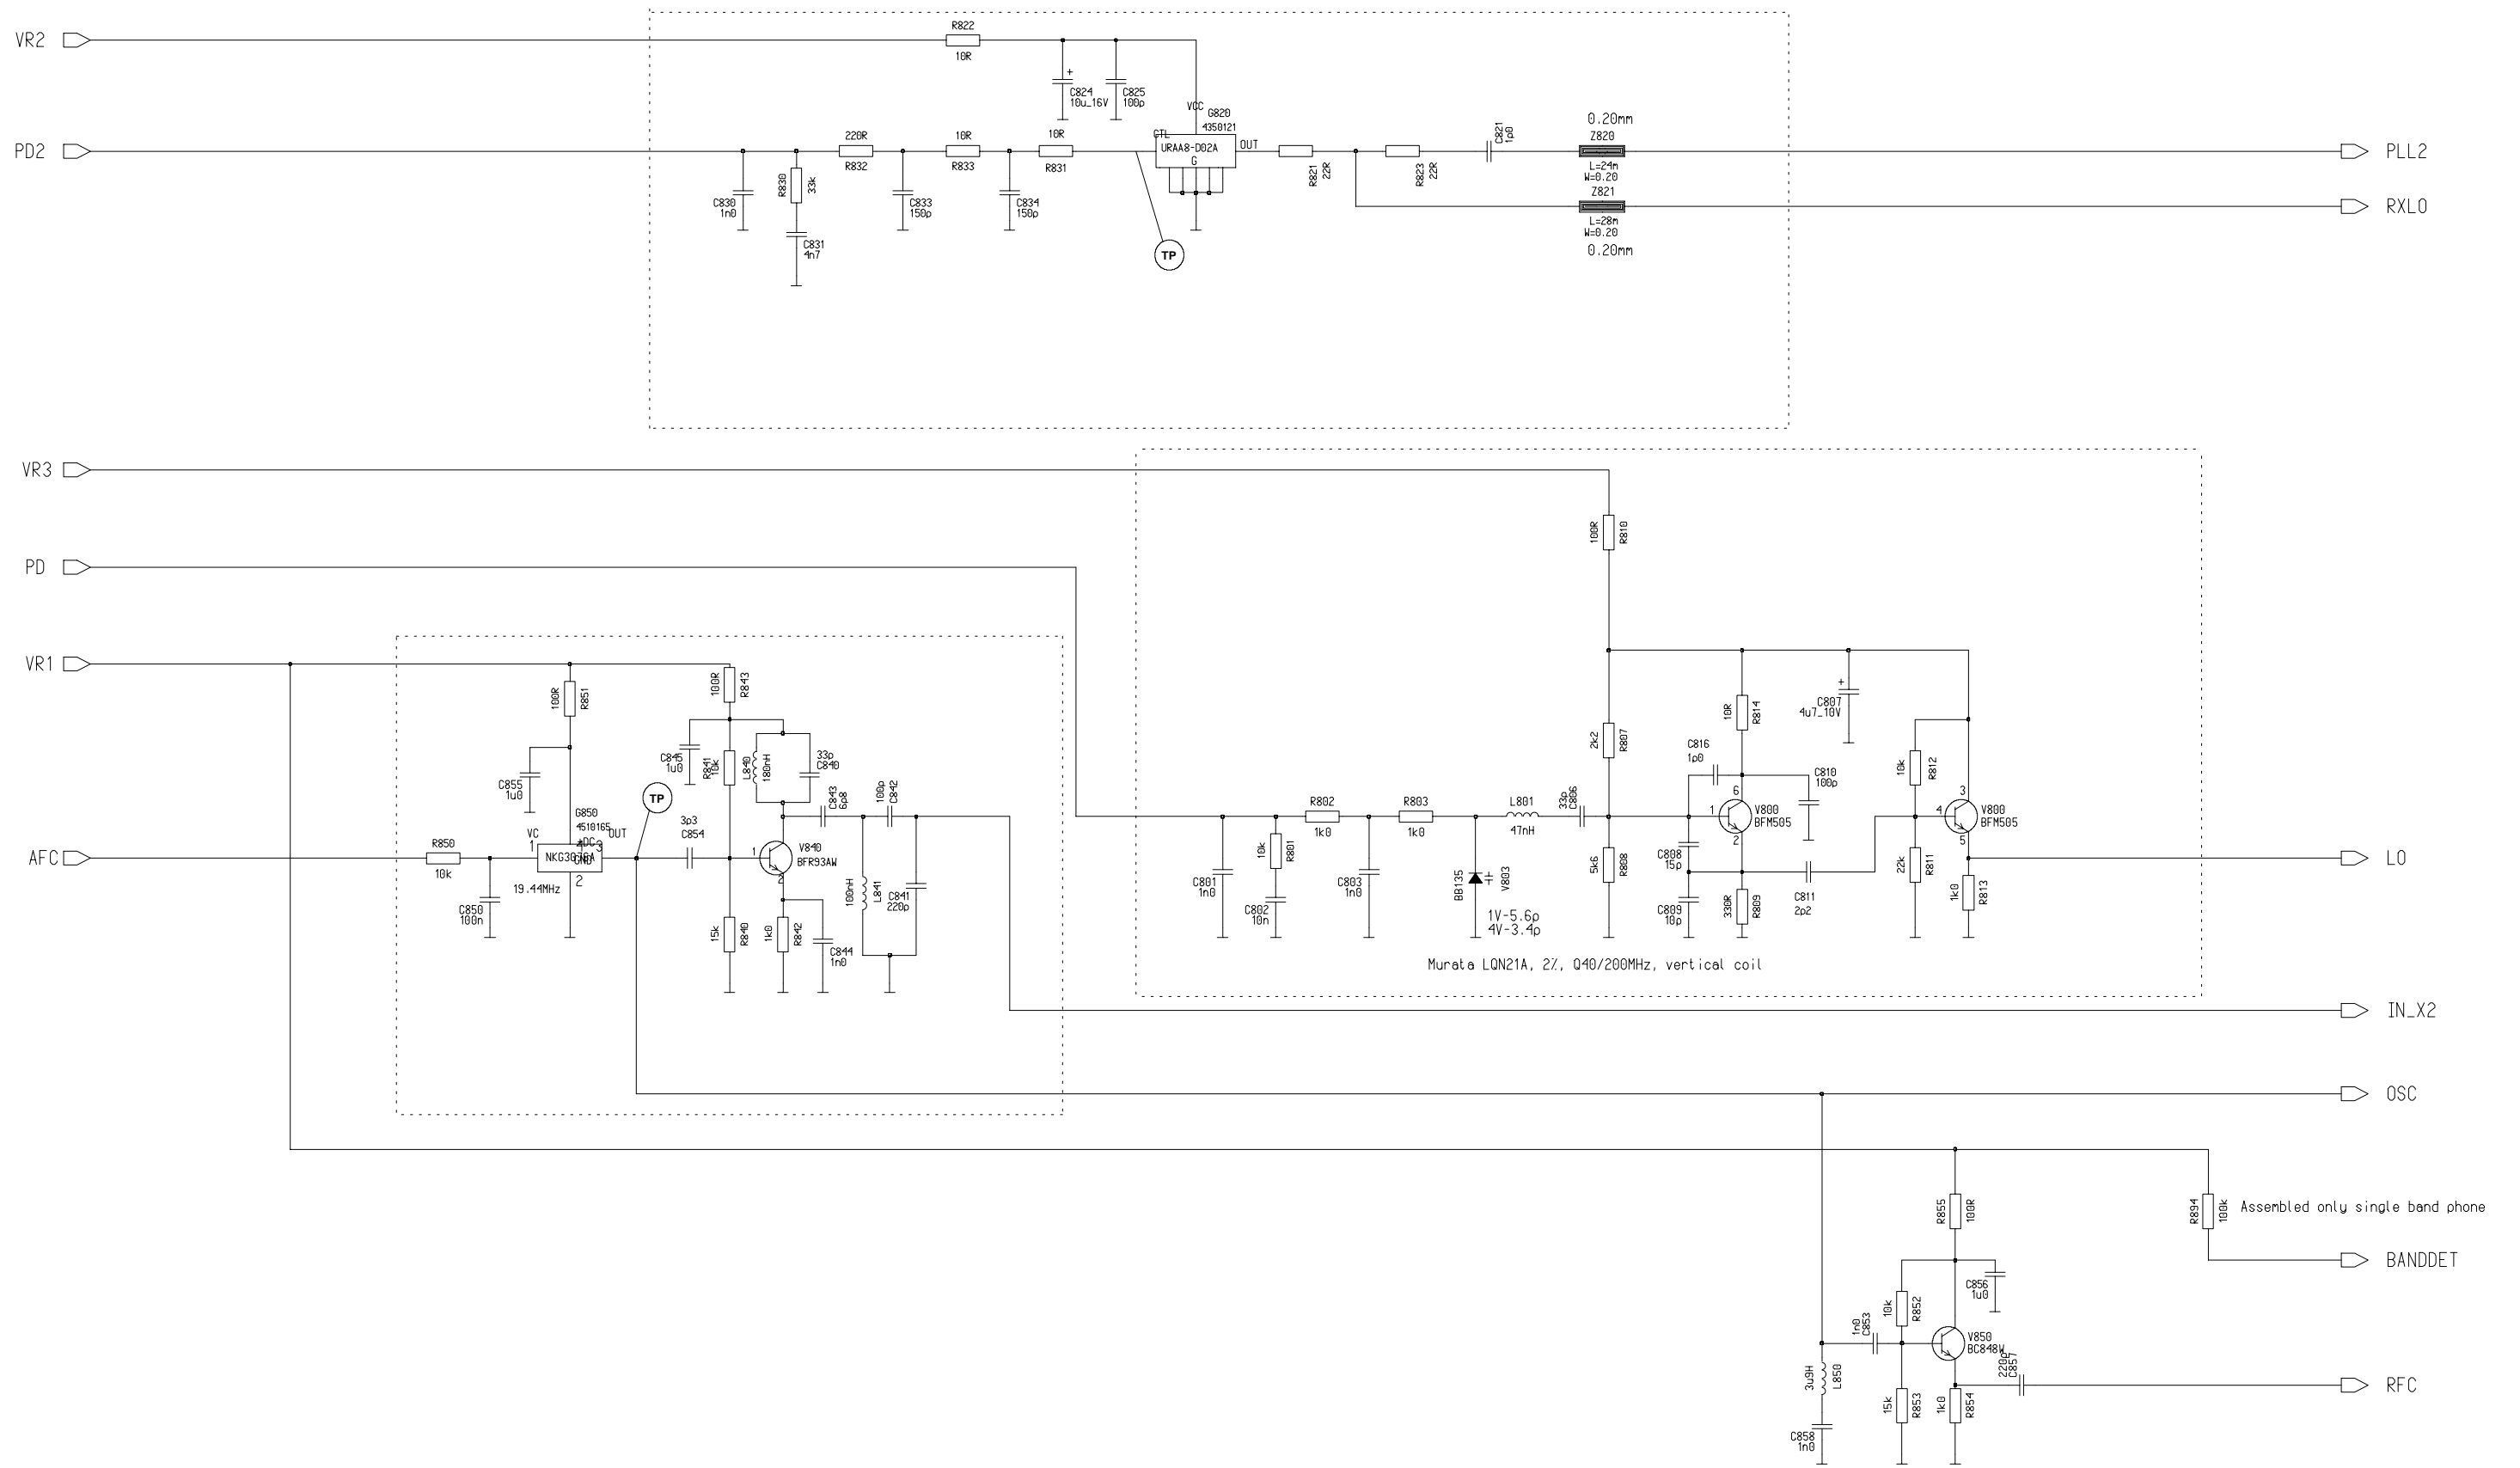 VR2
R822
10R
C824
10u_16V
C825
100p
VCC
G820
4350121
CTL
URAA8-D02A
G
OUT
PD2
220R
R832
10R
R833
10R
R831
C830
1n0
R830
33k
C831
4n7
C833
150p
C834
150p
TP
R821
22R
R823
22R
C821
1p0
0.20mm
Z820
L=24m
W=0.20
Z821
L=28m
W=0.20
0.20mm
PLL2
RXLO
VR3
PD
VR1
100R
R810
100R
R851
100R
R843
C855
1u0
C845
1u0
R841
10k
L840
180nH
33p
C840
C843
6p8
100p
C842
TP
G850
4510165
VC
1
OUT
3
GND
2
19.44MHz
AFC
R850
10k
C850
100n
3p3
C854
1
V840
BFR93AW
2
15k
R840
1k0
R842
C844
1n0
100nH
L841
C841
220p
2k2
R807
10R
R814
C807
4u7_10V
C816
1p0
C810
100p
10k
R812
R802
1k0
R803
1k0
L801
47nH
33p
C806
1
6
2
V800
BFM505
3
4
5
V800
BFM505
C801
1n0
10k
R801
C802
10n
C803
1n0
BB135
V803
1V-5.6p
4V-3.4p
5k6
R808
C808
15p
C809
10p
330R
R809
C811
2p2
22k
R811
1k0
R813
LO
Murata LQN21A, 2%, Q40/200MHz, vertical coil
IN_X2
OSC
R855
100R
R894
100k
Assembled only single band phone
BANDDET
C856
1u0
10k
R852
1n0
C853
V850
BC848W
3u9H
L850
C858
1n0
15k
R853
1k0
R854
220p
C857
RFC